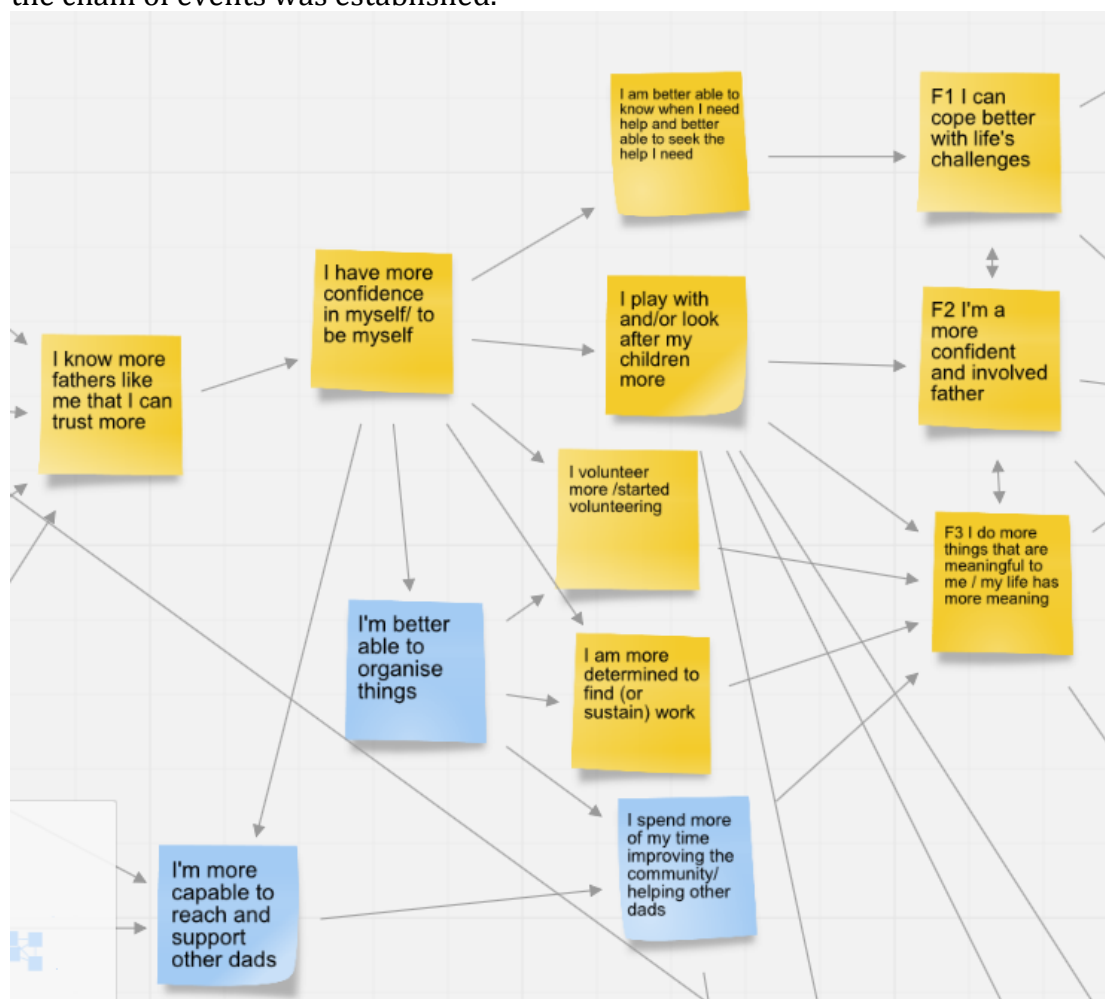 the chain of events was established.
I am better able to
know when I need
help and better
able to seek the
help I need
F1 I can
cope better
with life's
challenges
I have more
confidence
in myself/ to
be myself
I play with
and/or look
after my
children
more
F2 I'm a
more
confident
and involved
father
I know more
fathers like
me that I can
trust more
I volunteer
more /started
volunteering
F3 I do more
things that are
meaningful to
me / my life has
more meaning
I'm better
able to
organise
things
I am more
determined to
find (or
sustain) work
I spend more
of my time
improving the
community/
helping other
dads
I'm more
capable to
reach and
support
other dads